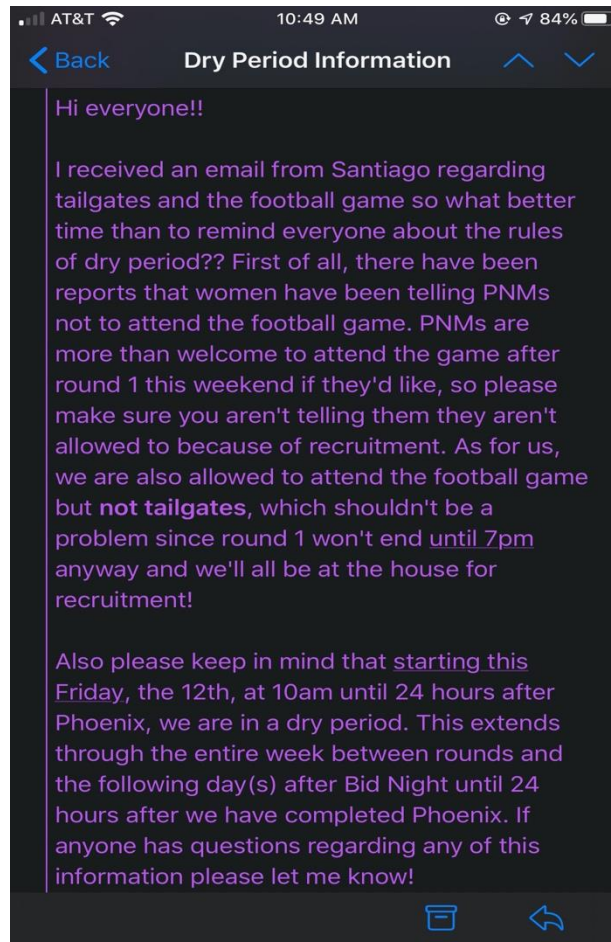 AT&T 10:49 AM 84%
Back Dry Period Information
Hi everyone!!
I received an email from Santiago regarding
tailgates and the football game so what better
time than to remind everyone about the rules
of dry period?? First of all, there have been
reports that women have been telling PNMs
not to attend the football game. PNMs are
more than welcome to attend the game after
round 1 this weekend if they'd like, so please
make sure you aren't telling them they aren't
allowed to because of recruitment. As for us,
we are also allowed to attend the football game
but not tailgates, which shouldn't be a
problem since round 1 won't end until 7pm
anyway and we'll all be at the house for
recruitment!
Also please keep in mind that starting this
Friday, the 12th, at 10am until 24 hours after
Phoenix, we are in a dry period. This extends
through the entire week between rounds and
the following day(s) after Bid Night until 24
hours after we have completed Phoenix. If
anyone has questions regarding any of this
information please let me know!